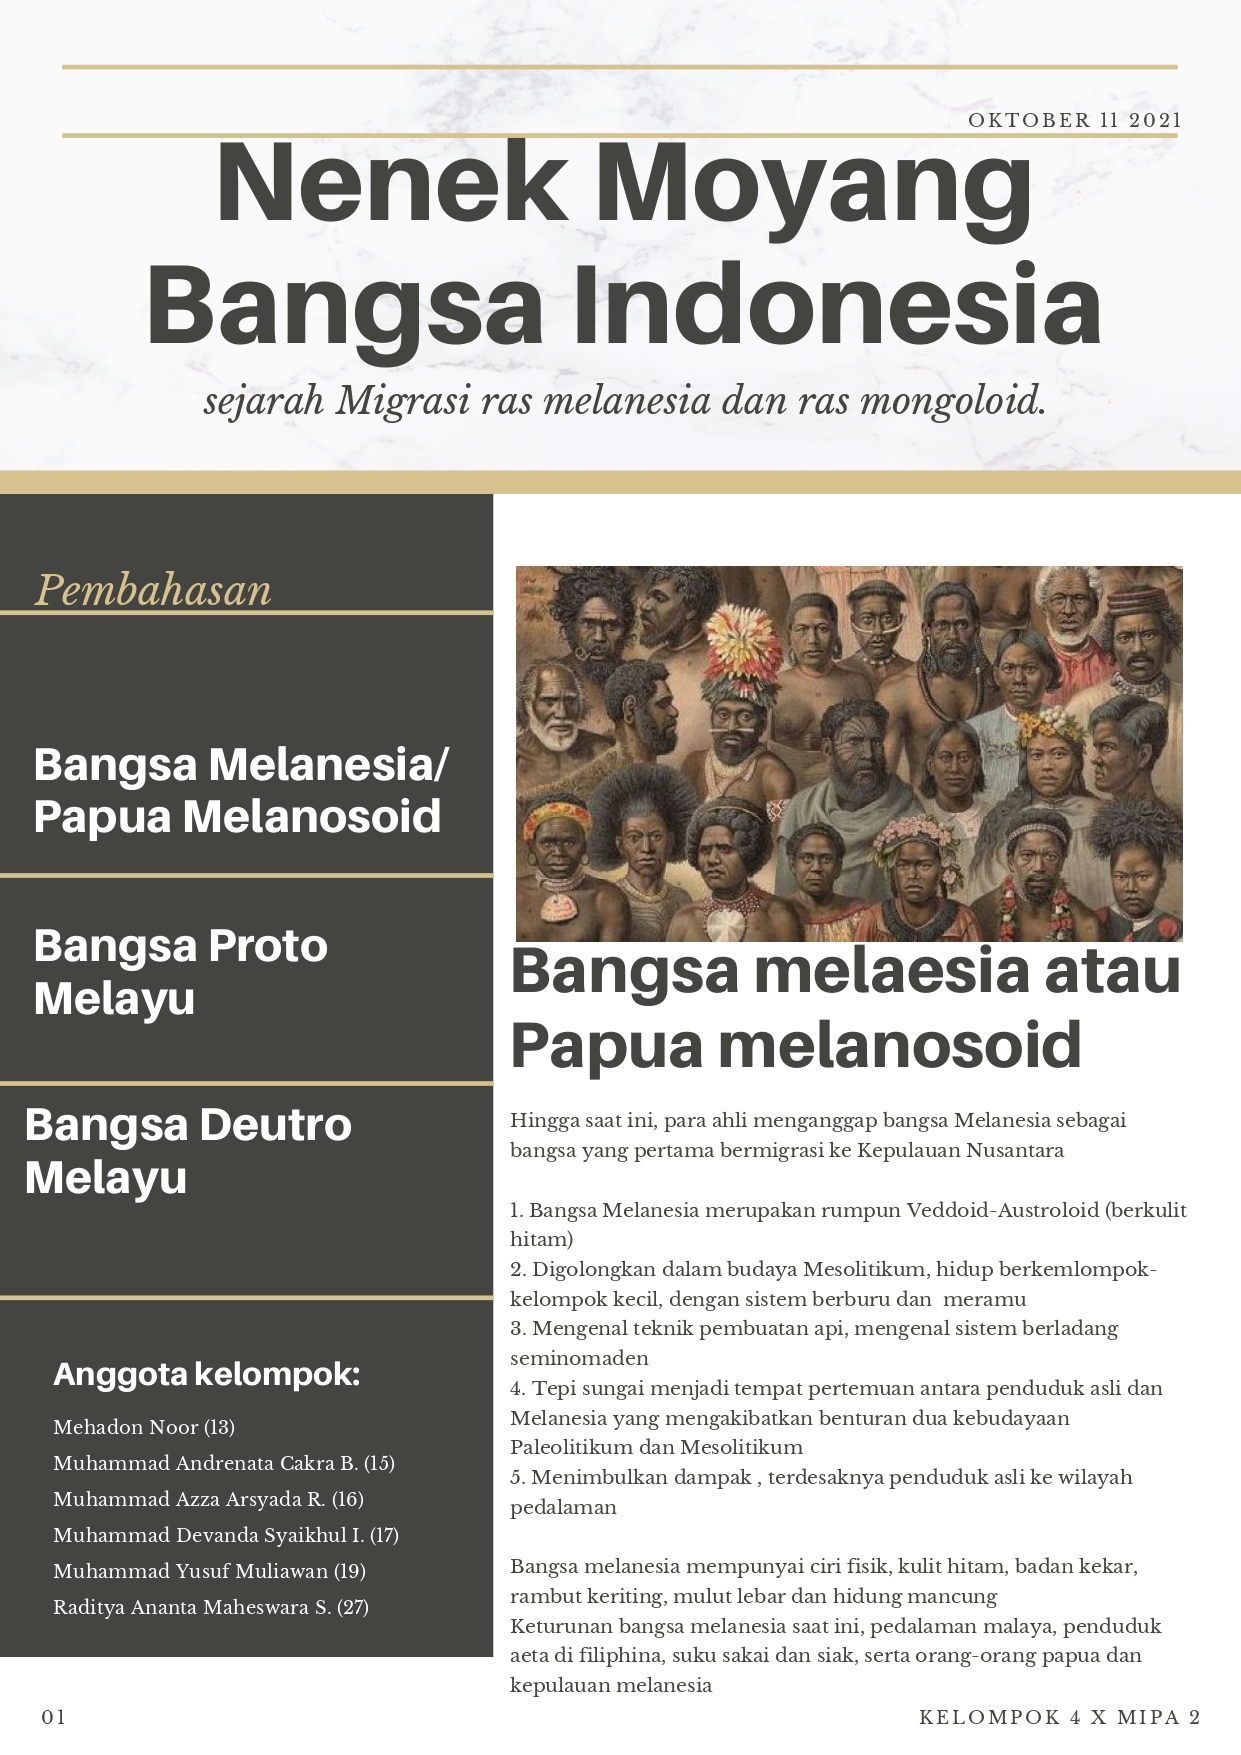 OKTOBER 11 2021
Nenek Moyang
Bangsa Indonesia
sejarah Migrasi ras melanesia dan ras mongoloid.
Pembahasan
Bangsa Melanesia/
Papua Melanosoid
Bangsa Proto
Melayu
Bangsa Deutro
Melayu
Anggota kelompok:
Mehadon Noor (13)
Muhammad Andrenata Cakra B. (15)
Muhammad Azza Arsyada R. (16)
Muhammad Devanda Syaikhul I. (17)
Muhammad Yusuf Muliawan (19)
Raditya Ananta Maheswara S. (27)
Bangsa melaesia atau
Papua melanosoid
Hingga saat ini, para ahli menganggap bangsa Melanesia sebagai
bangsa yang pertama bermigrasi ke Kepulauan Nusantara
1. Bangsa Melanesia merupakan rumpun Veddoid-Austroloid (berkulit
hitam)
2. Digolongkan dalam budaya Mesolitikum, hidup berkemlompok-
kelompok kecil, dengan sistem berburu dan  meramu
3. Mengenal teknik pembuatan api, mengenal sistem berladang
seminomaden
4. Tepi sungai menjadi tempat pertemuan antara penduduk asli dan
Melanesia yang mengakibatkan benturan dua kebudayaan
Paleolitikum dan Mesolitikum
5. Menimbulkan dampak , terdesaknya penduduk asli ke wilayah
pedalaman
Bangsa melanesia mempunyai ciri fisik, kulit hitam, badan kekar,
rambut keriting, mulut lebar dan hidung mancung
Keturunan bangsa melanesia saat ini, pedalaman malaya, penduduk
aeta di filiphina, suku sakai dan siak, serta orang-orang papua dan
kepulauan melanesia
01
KELOMPOK 4 X MIPA 2